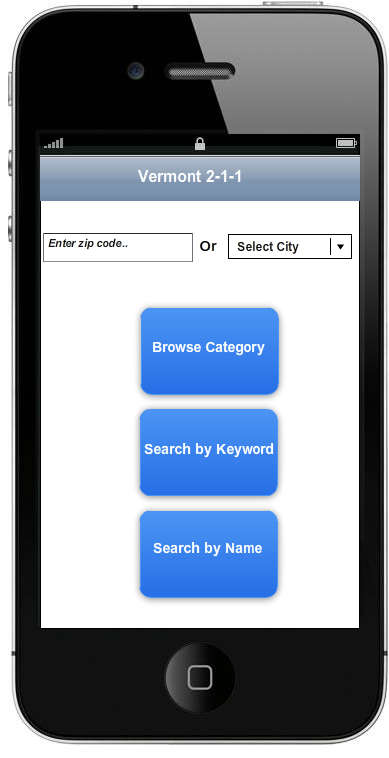 Vermont 2-1-1
Enter zip code..
Or
Select City
Browse Category
Search by Keyword
Search by Name